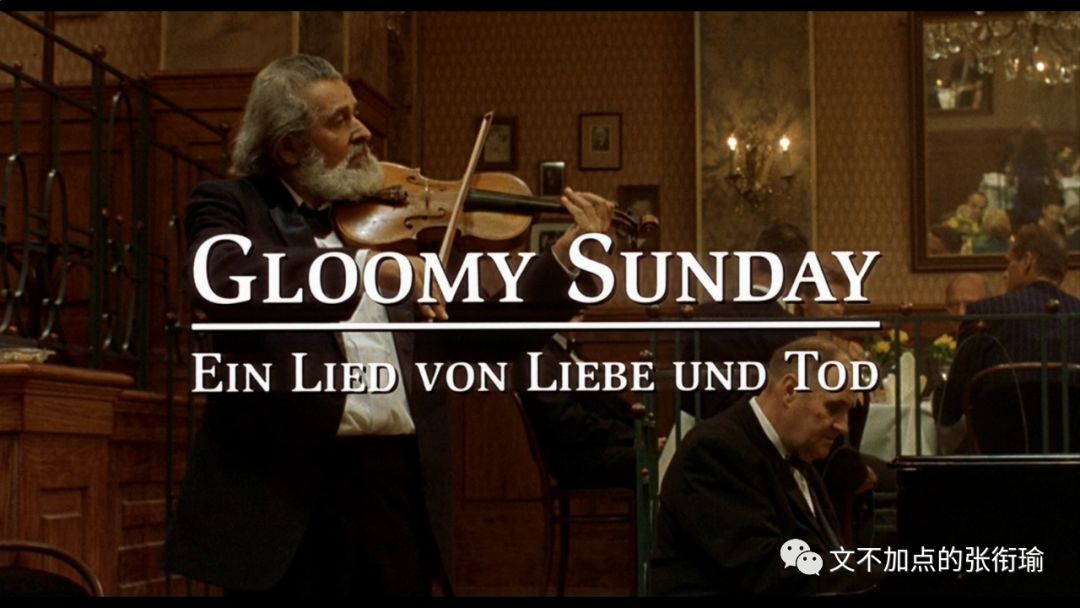 GLOOMY SUNDAY
EIN LIED VON LIEBE UND TOD
文不加点的张衔瑜